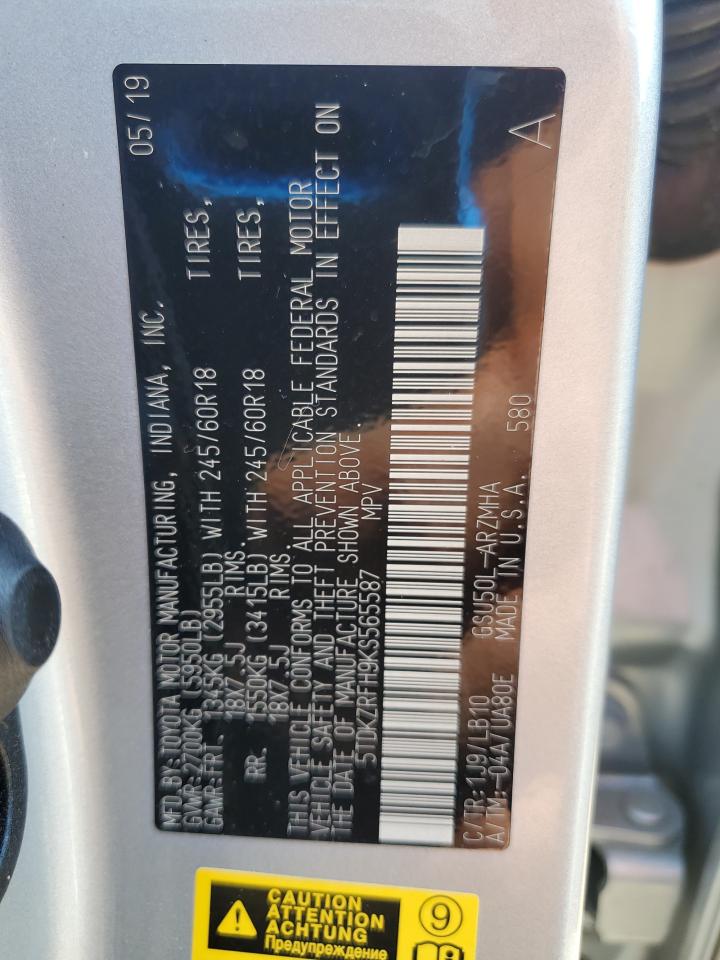 MFD BY: TOYOTA MOTOR MANUFACTURING, INDIANA, INC. 05/19
GVWR-2700KG (5950LB)
GAWR:FRT- 1345KG (2955LB) WITH 245/60R18 TIRES,
18X7.5J RIMS.
RR. 1550KG (3415LB) WITH 245/60R18 TIRES,
18X7.5J RIMS.
THIS VEHICLE CONFORMS TO ALL APPLICABLE FEDERAL MOTOR
VEHICLE SAFETY AND THEFT PREVENTION STANDARDS IN EFFECT ON
THE DATE OF MANUFACTURE SHOWN ABOVE.
5TDKZRFH9KS565587 MPV
C/TR:1J9/LB10 GSU50L-ARZMHA
A/TM:-04A/UA80E MADE IN U.S.A. 580 A
CAUTION
ATTENTION
ACHTUNG
Предупреждение
9